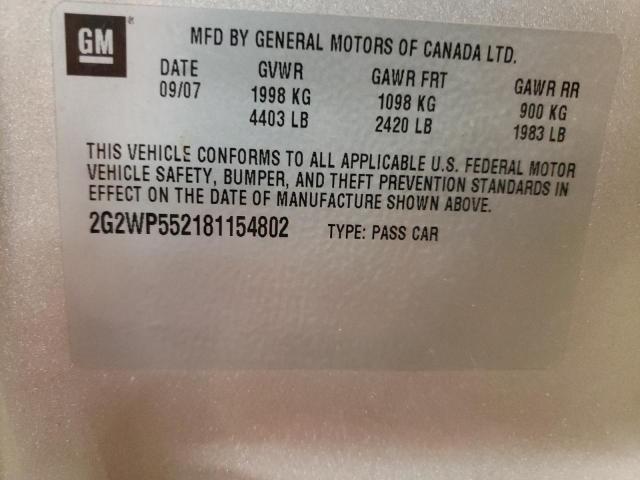 GM
®
MFD BY GENERAL MOTORS OF CANADA LTD.
DATE GVWR GAWR FRT GAWR RR
09/07 1998 KG 1098 KG 900 KG
4403 LB 2420 LB 1983 LB
THIS VEHICLE CONFORMS TO ALL APPLICABLE U.S. FEDERAL MOTOR
VEHICLE SAFETY, BUMPER, AND THEFT PREVENTION STANDARDS IN
EFFECT ON THE DATE OF MANUFACTURE SHOWN ABOVE.
2G2WP552181154802 TYPE: PASS CAR